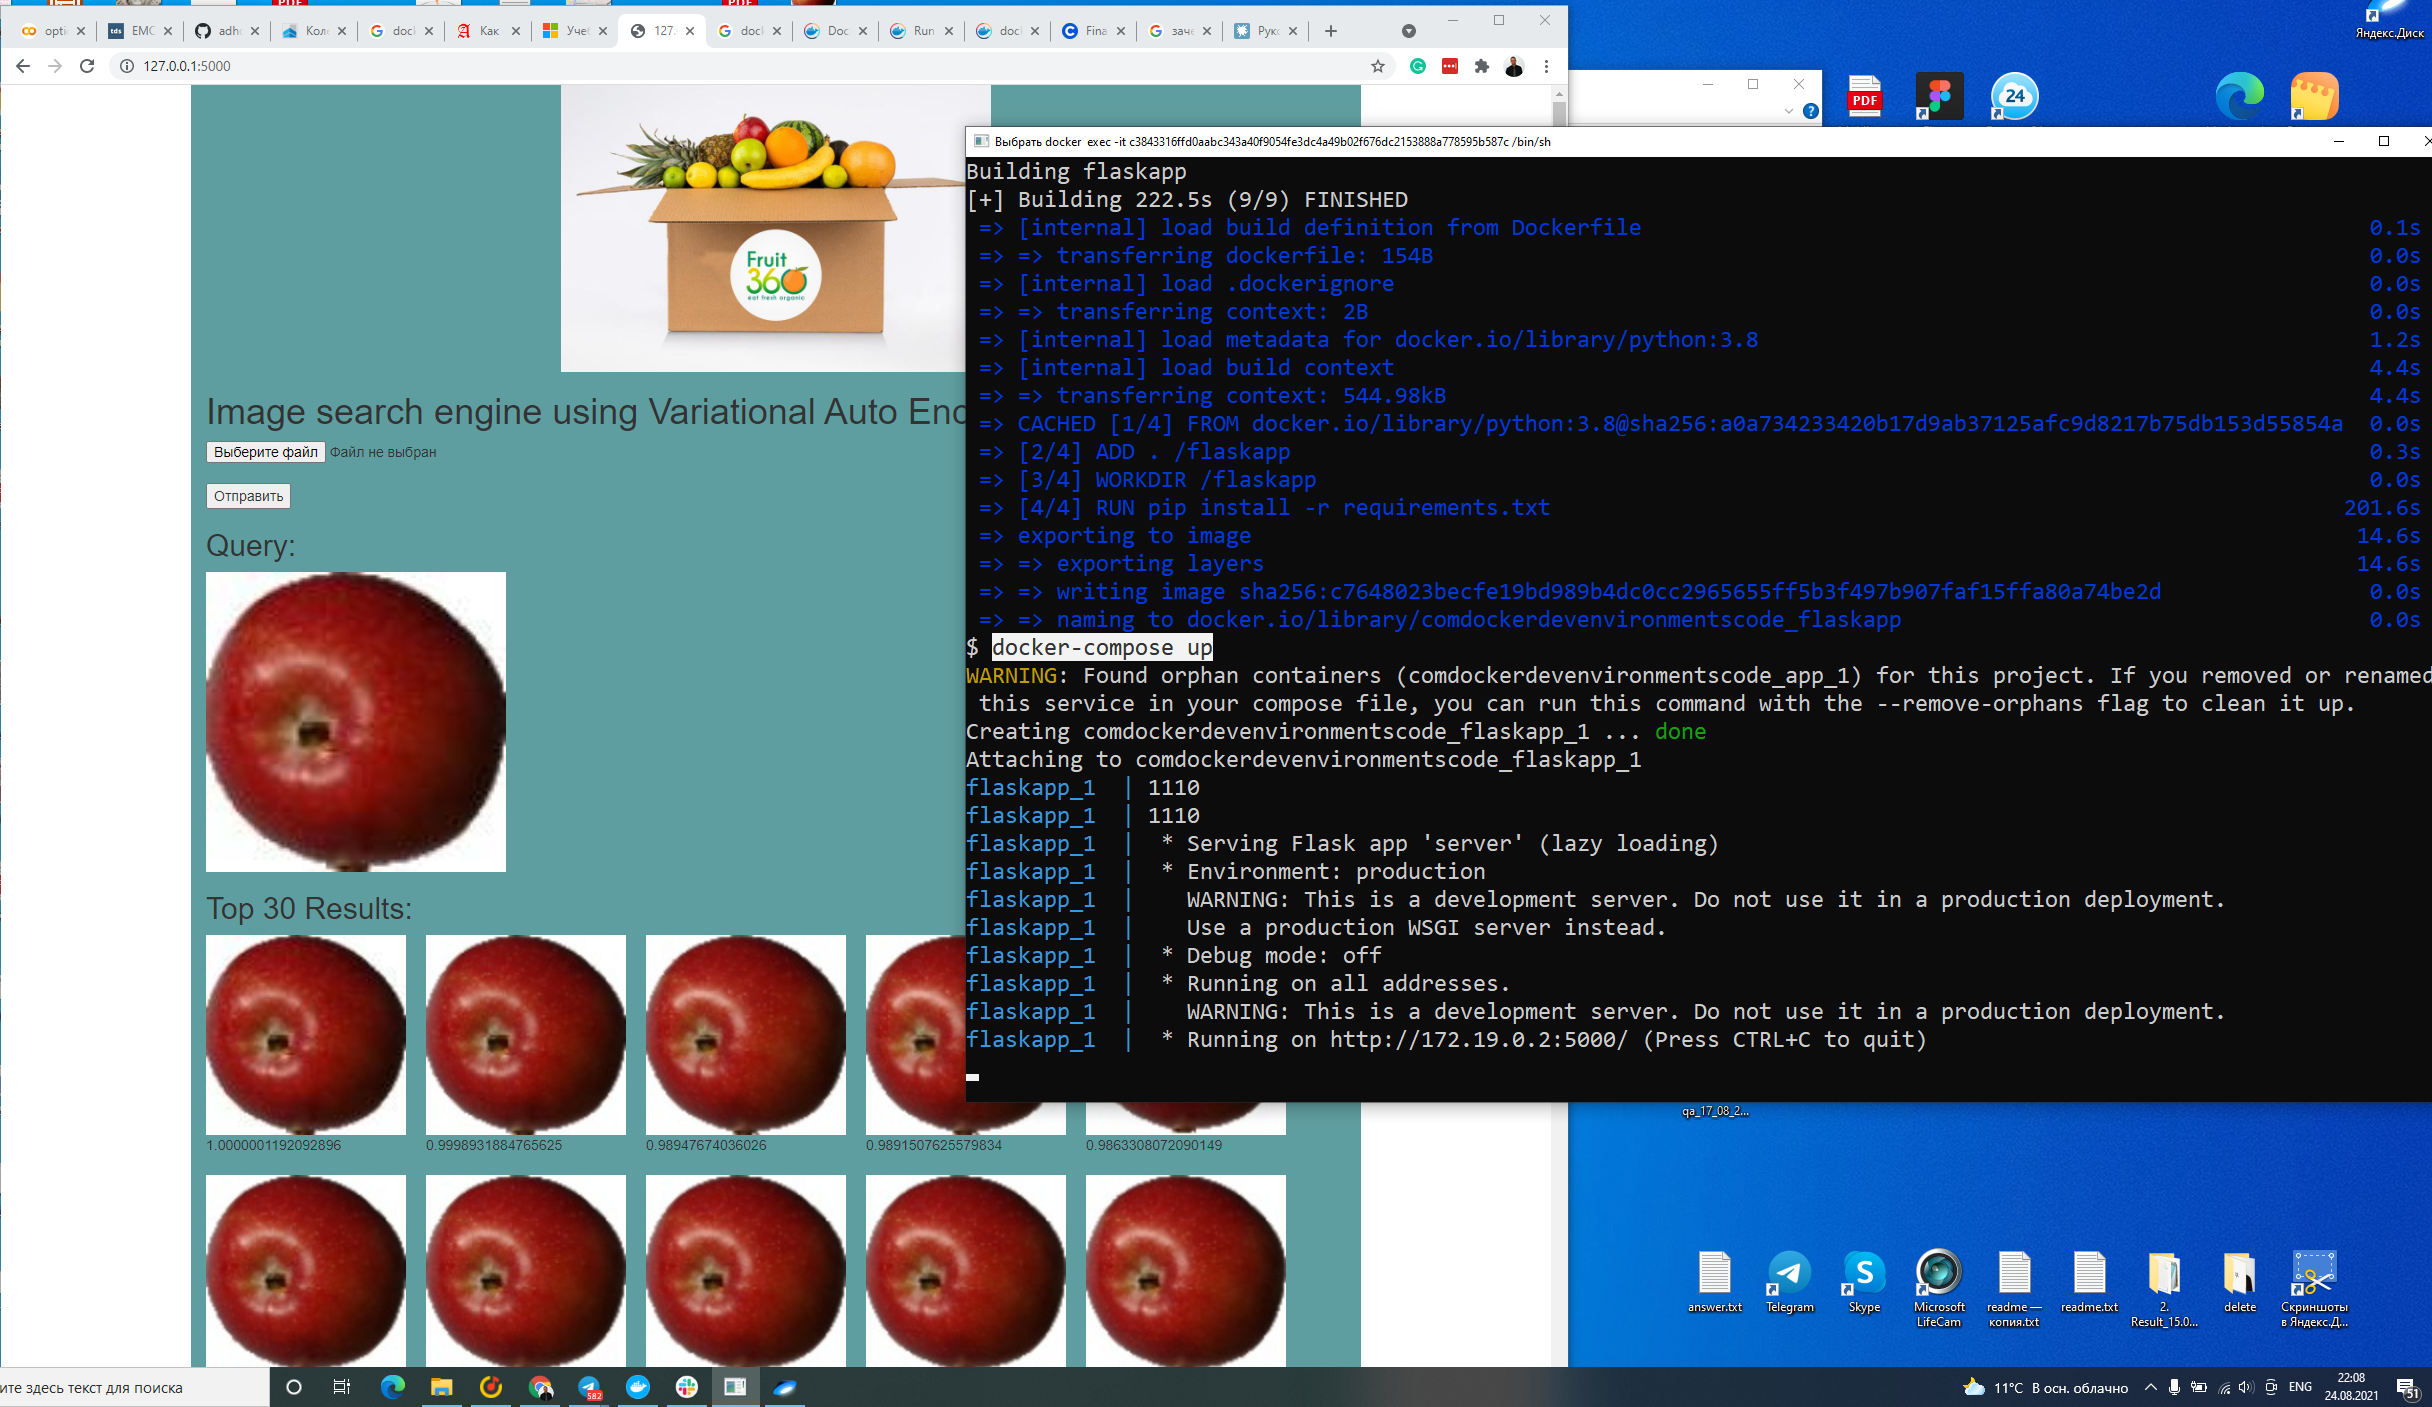 opti
EMC
adhc
Кол
docl
Как
Учеб
127.
docl
Doc
Run
docl
Fina
заче
Рукс
127.0.0.1:5000
Яндекс.Диск
Fruit
360
eat fresh organic
Image search engine using Variational Auto Enc
Выберите файл Файл не выбран
Отправить
Query:
Top 30 Results:
1.0000001192092896
0.9998931884765625
0.98947674036026
0.9891507625579834
0.9863308072090149
Выбрать docker exec -it c3843316ffd0aabc343a40f9054fe3dc4a49b02f676dc2153888a778595b587c /bin/sh
Building flaskapp
[+] Building 222.5s (9/9) FINISHED
=> [internal] load build definition from Dockerfile 0.1s
=> => transferring dockerfile: 154B 0.0s
=> [internal] load .dockerignore 0.0s
=> => transferring context: 2B 0.0s
=> [internal] load metadata for docker.io/library/python:3.8 1.2s
=> [internal] load build context 4.4s
=> => transferring context: 544.98kB 4.4s
=> CACHED [1/4] FROM docker.io/library/python:3.8@sha256:a0a734233420b17d9ab37125afc9d8217b75db153d55854a 0.0s
=> [2/4] ADD . /flaskapp 0.3s
=> [3/4] WORKDIR /flaskapp 0.0s
=> [4/4] RUN pip install -r requirements.txt 201.6s
=> exporting to image 14.6s
=> => exporting layers 14.6s
=> => writing image sha256:c7648023becfe19bd989b4dc0cc2965655ff5b3f497b907faf15ffa80a74be2d 0.0s
=> => naming to docker.io/library/comdockerdevenvironmentscode_flaskapp 0.0s
$ docker-compose up
WARNING: Found orphan containers (comdockerdevenvironmentscode_app_1) for this project. If you removed or renamed
this service in your compose file, you can run this command with the --remove-orphans flag to clean it up.
Creating comdockerdevenvironmentscode_flaskapp_1 ... done
Attaching to comdockerdevenvironmentscode_flaskapp_1
flaskapp_1 | 1110
flaskapp_1 | 1110
flaskapp_1 | * Serving Flask app 'server' (lazy loading)
flaskapp_1 | * Environment: production
flaskapp_1 | WARNING: This is a development server. Do not use it in a production deployment.
flaskapp_1 | Use a production WSGI server instead.
flaskapp_1 | * Debug mode: off
flaskapp_1 | * Running on all addresses.
flaskapp_1 | WARNING: This is a development server. Do not use it in a production deployment.
flaskapp_1 | * Running on http://172.19.0.2:5000/ (Press CTRL+C to quit)
PDF
24
qa_17_08_2...
answer.txt
Telegram
Skype
Microsoft
LifeCam
readme —
копия.txt
readme.txt
2.
Result_15.0...
delete
Скриншоты
в Яндекс.Д...
ите здесь текст для поиска
582
11°C В осн. облачно
ENG
22:08
24.08.2021
51